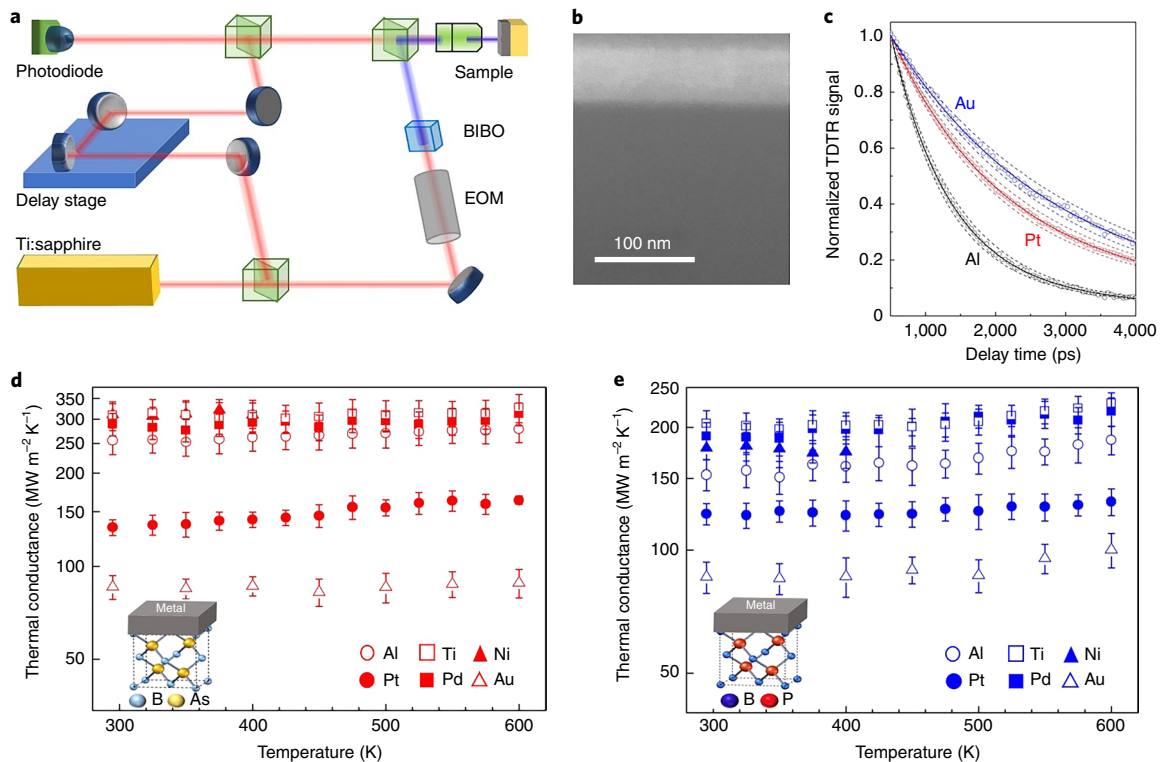 a
Photodiode
Sample
BIBO
EOM
Delay stage
Ti:sapphire
b
100 nm
c
Normalized TDTR signal
1.0
0.8
0.6
0.4
0.2
0
Au
Pt
Al
1,000 2,000 3,000 4,000
Delay time (ps)
d
Thermal conductance (MW m⁻² K⁻¹)
350
300
250
200
150
100
50
Metal
B As
Al Ti Ni
Pt Pd Au
300 400 500 600
Temperature (K)
e
Thermal conductance (MW m⁻² K⁻¹)
250
200
150
100
50
Metal
B P
Al Ti Ni
Pt Pd Au
300 400 500 600
Temperature (K)